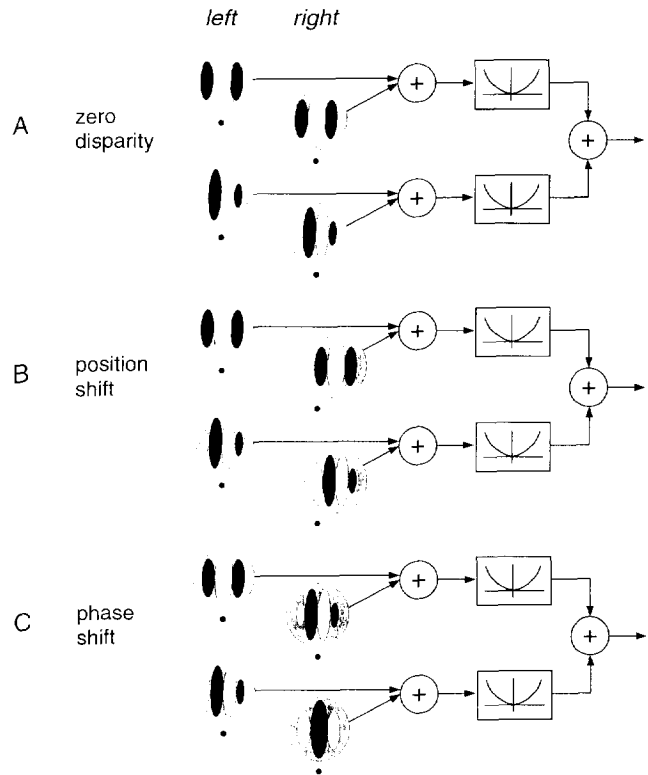 left right
A zero disparity
+
+
+
B position shift
+
+
+
C phase shift
+
+
+